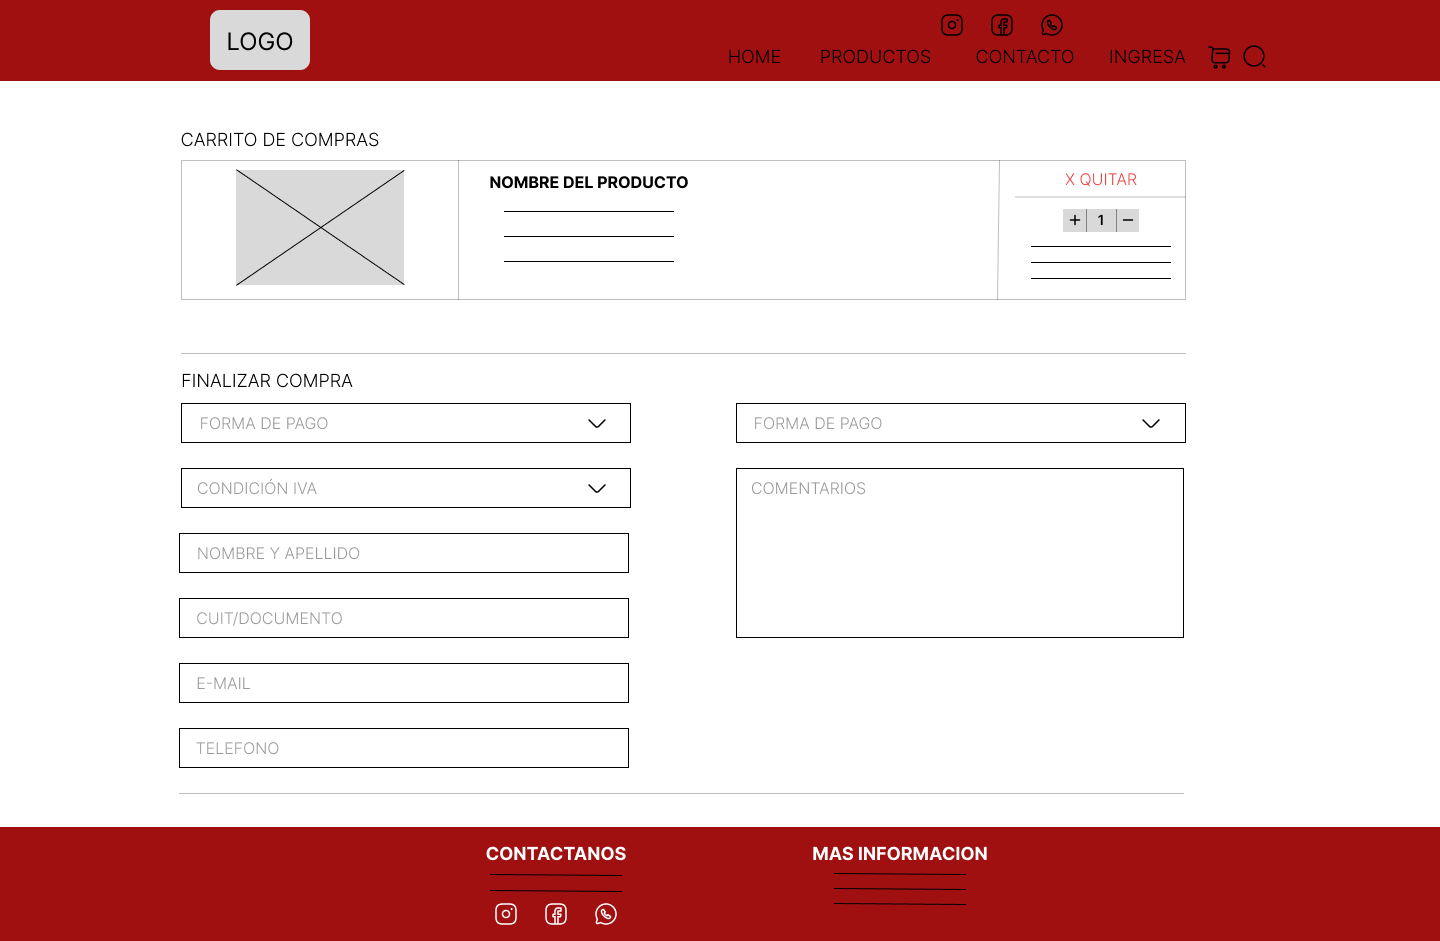 LOGO
HOME PRODUCTOS CONTACTO INGRESA
CARRITO DE COMPRAS
NOMBRE DEL PRODUCTO
X QUITAR
+ 1 −
FINALIZAR COMPRA
FORMA DE PAGO
CONDICIÓN IVA
NOMBRE Y APELLIDO
CUIT/DOCUMENTO
E-MAIL
TELEFONO
FORMA DE PAGO
COMENTARIOS
CONTACTANOS
MAS INFORMACION